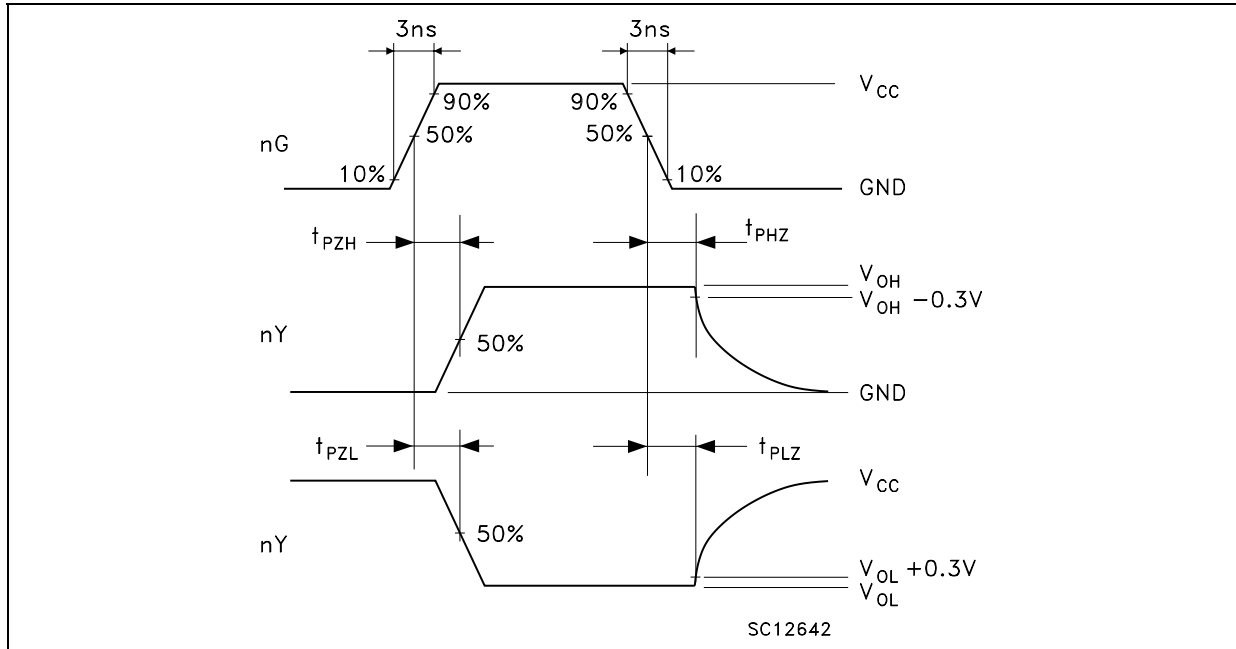 3ns 3ns
V_CC
90% 90%
50% 50%
nG
10% 10%
GND
t_PZH t_PHZ
V_OH
V_OH −0.3V
nY
50%
GND
t_PZL t_PLZ
V_CC
nY
50%
V_OL +0.3V
V_OL
SC12642